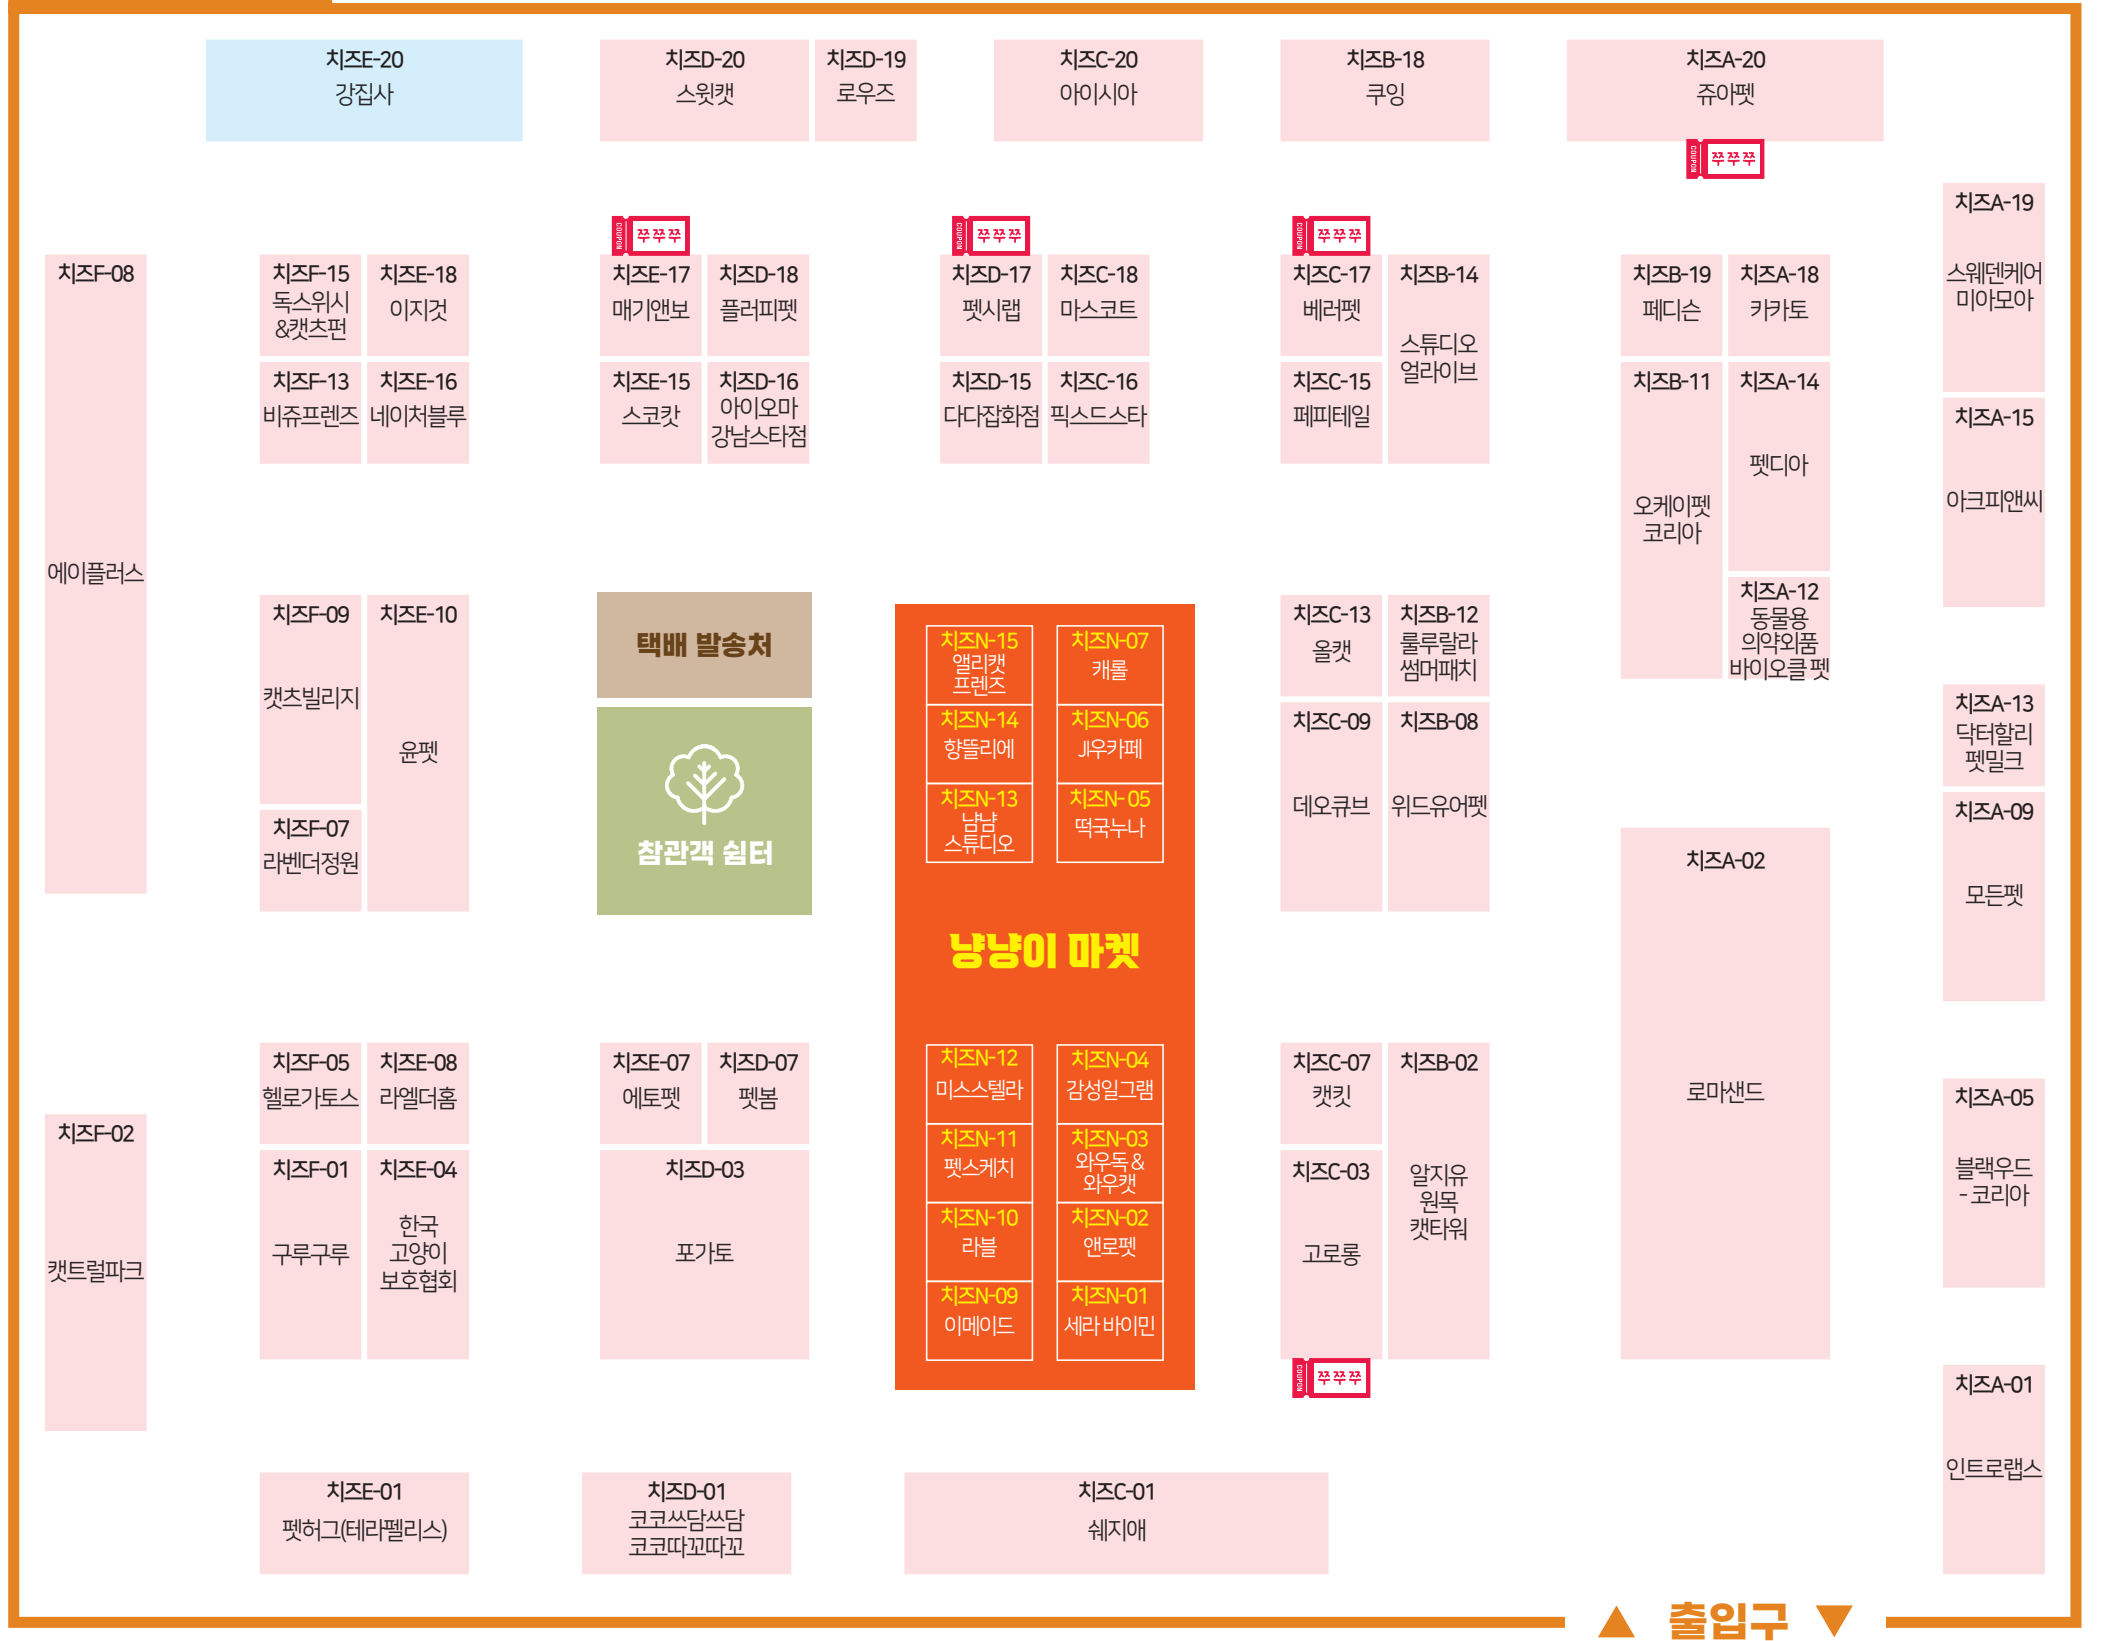 치즈E-20
강집사
치즈D-20
스윗캣
치즈D-19
로우즈
치즈C-20
아이시아
치즈B-18
쿠잉
치즈A-20
쥬아펫
COUPON
쭈쭈쭈
치즈A-19
스웨덴케어
미아모아
COUPON
쭈쭈쭈
COUPON
쭈쭈쭈
COUPON
쭈쭈쭈
치즈F-08
에이플러스
치즈F-15
독스위시
&캣츠펀
치즈E-18
이지것
치즈E-17
매기앤보
치즈D-18
플러피펫
치즈D-17
펫시랩
치즈C-18
마스코트
치즈C-17
베러펫
치즈B-14
스튜디오
얼라이브
치즈B-19
페디슨
치즈A-18
카카토
치즈F-13
비쥬프렌즈
치즈E-16
네이처블루
치즈E-15
스코캇
치즈D-16
아이오마
강남스타점
치즈D-15
다다잡화점
치즈C-16
픽스드스타
치즈C-15
페피테일
치즈B-11
오케이펫
코리아
치즈A-14
펫디아
치즈A-15
아크피앤씨
치즈A-12
동물용
의약외품
바이오클 펫
치즈F-09
캣츠빌리지
치즈E-10
윤펫
택배 발송처
치즈N-15
앨리캣
프렌즈
치즈N-07
캐롤
치즈C-13
올캣
치즈B-12
룰루랄라
썸머패치
치즈F-07
라벤더정원
참관객 쉼터
치즈N-14
향뜰리에
치즈N-06
JI우카페
치즈N-13
냠냠
스튜디오
치즈N-05
떡국누나
치즈C-09
데오큐브
치즈B-08
위드유어펫
치즈A-13
닥터할리
펫밀크
치즈A-09
모든펫
치즈A-02
로마샌드
냥냥이 마켓
치즈F-02
캣트럴파크
치즈F-05
헬로가토스
치즈E-08
라엘더홈
치즈E-07
에토펫
치즈D-07
펫봄
치즈N-12
미스스텔라
치즈N-04
감성일그램
치즈C-07
캣킷
치즈B-02
알지유
원목
캣타워
치즈A-05
블랙우드
- 코리아
치즈F-01
구루구루
치즈E-04
한국
고양이
보호협회
치즈D-03
포가토
치즈N-11
펫스케치
치즈N-03
와우독 &
와우캣
치즈N-10
라블
치즈N-02
앤로펫
치즈N-09
이메이드
치즈N-01
세라 바이민
치즈C-03
고로롱
COUPON
쭈쭈쭈
치즈A-01
인트로랩스
치즈E-01
펫허그(테라펠리스)
치즈D-01
코코쓰담쓰담
코코따꼬따꼬
치즈C-01
쉐지애
▲ 출입구 ▼